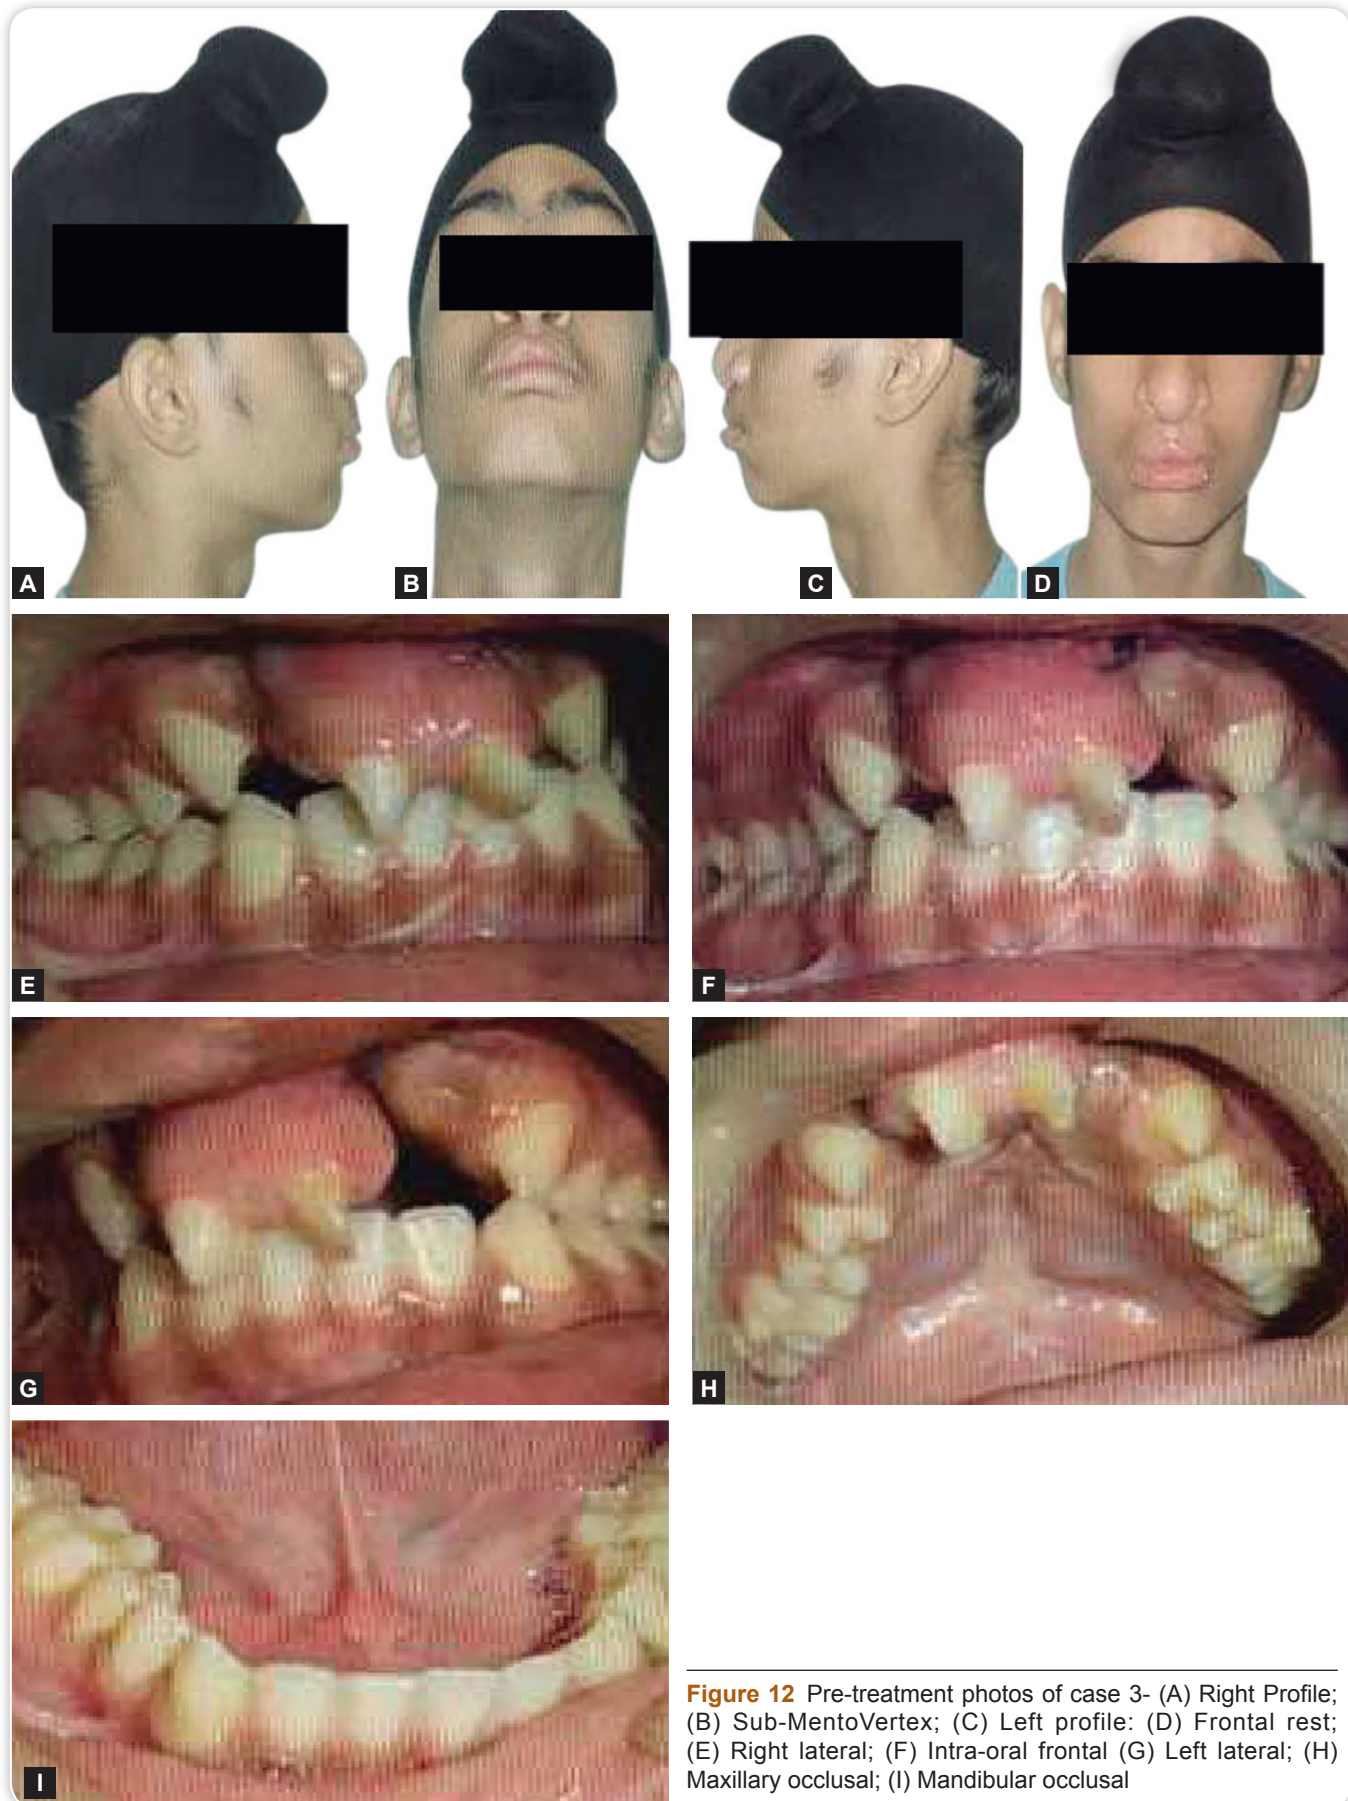 A
B
C
D
E
F
G
H
I
Figure 12 Pre-treatment photos of case 3- (A) Right Profile;
(B) Sub-MentoVertex; (C) Left profile: (D) Frontal rest;
(E) Right lateral; (F) Intra-oral frontal (G) Left lateral; (H)
Maxillary occlusal; (I) Mandibular occlusal